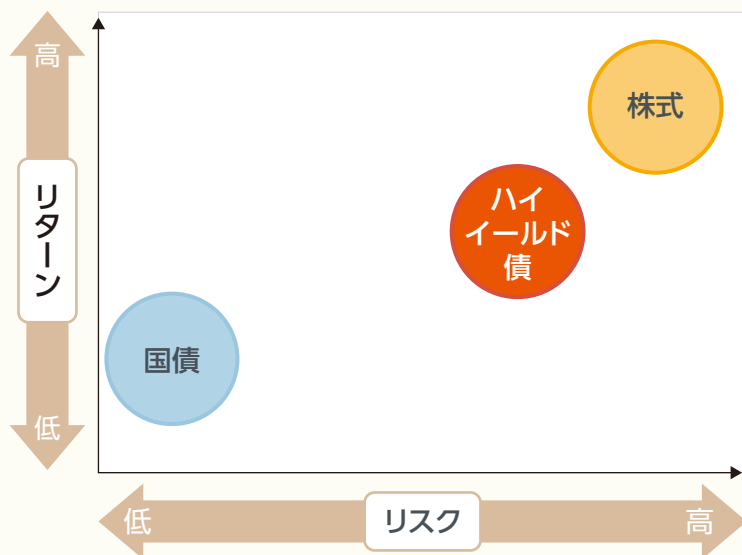 高
株式
リターン
ハイ
イールド
債
国債
低
低
リスク
高